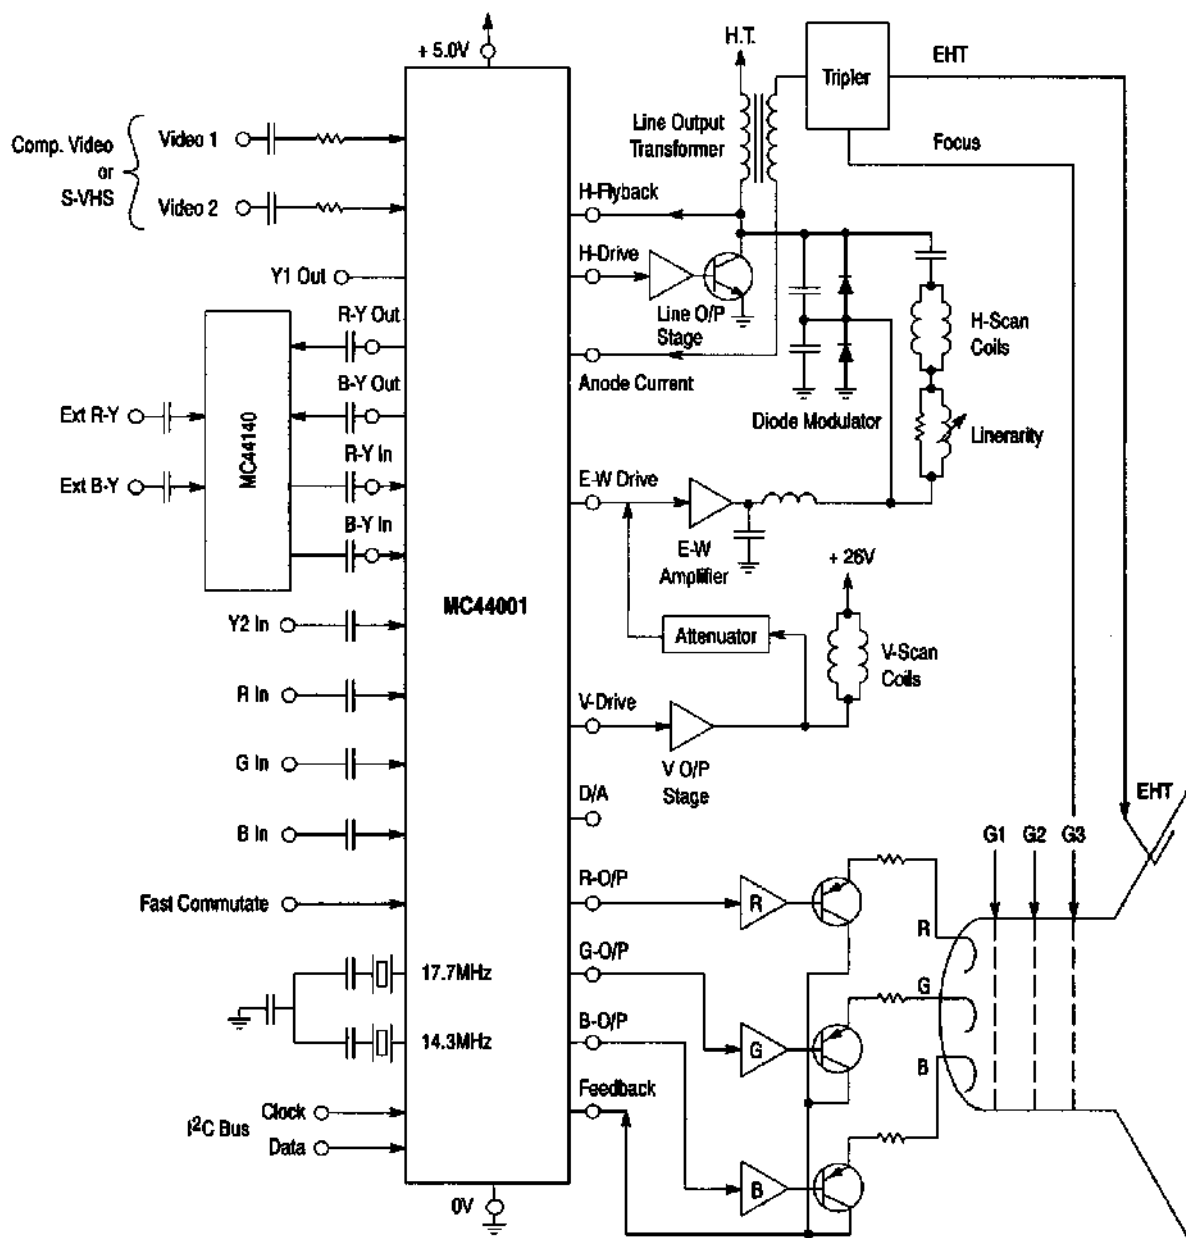 + 5.0V
H.T.
Tripler
EHT
Focus
Comp. Video
or
S-VHS
Video 1
Video 2
Line Output
Transformer
H-Flyback
Y1 Out
H-Drive
Line O/P
Stage
R-Y Out
B-Y Out
R-Y In
B-Y In
MC44140
Ext R-Y
Ext B-Y
Anode Current
Diode Modulator
H-Scan
Coils
Linerarity
E-W Drive
E-W
Amplifier
+ 26V
MC44001
Y2 In
Attenuator
V-Scan
Coils
R In
V-Drive
V O/P
Stage
G In
D/A
B In
EHT
G1 G2 G3
Fast Commutate
R-O/P
R
R
17.7MHz
G-O/P
G
14.3MHz
B-O/P
G
B
Feedback
I²C Bus
Clock
Data
B
0V